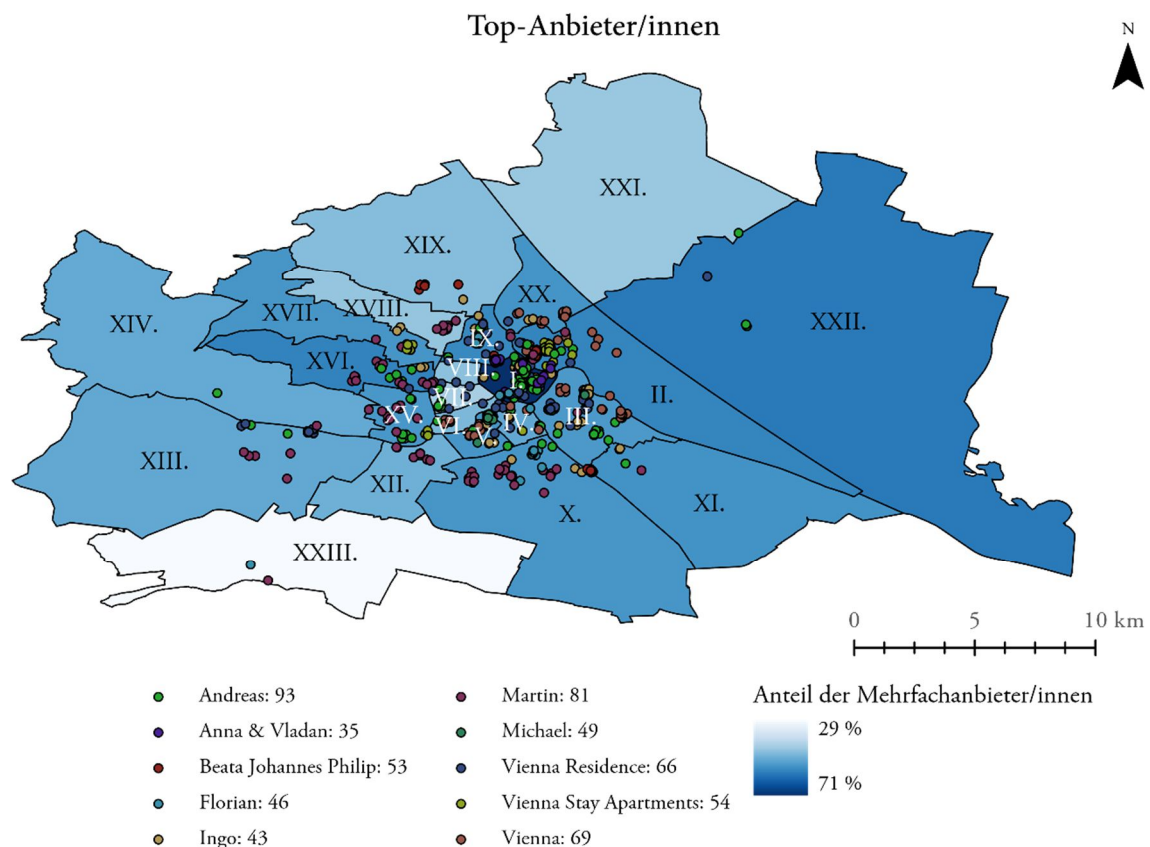 Top-Anbieter/innen
N
XXI.
XIX.
XX.
XIV.
XVII.
XVIII.
XXII.
IX.
XVI.
VIII.
I.
VII.
II.
XV.
VI.
V.
IV.
III.
XIII.
XII.
X.
XI.
XXIII.
0 5 10 km
Andreas: 93
Anna & Vladan: 35
Beata Johannes Philip: 53
Florian: 46
Ingo: 43
Martin: 81
Michael: 49
Vienna Residence: 66
Vienna Stay Apartments: 54
Vienna: 69
Anteil der Mehrfachanbieter/innen
29 %
71 %